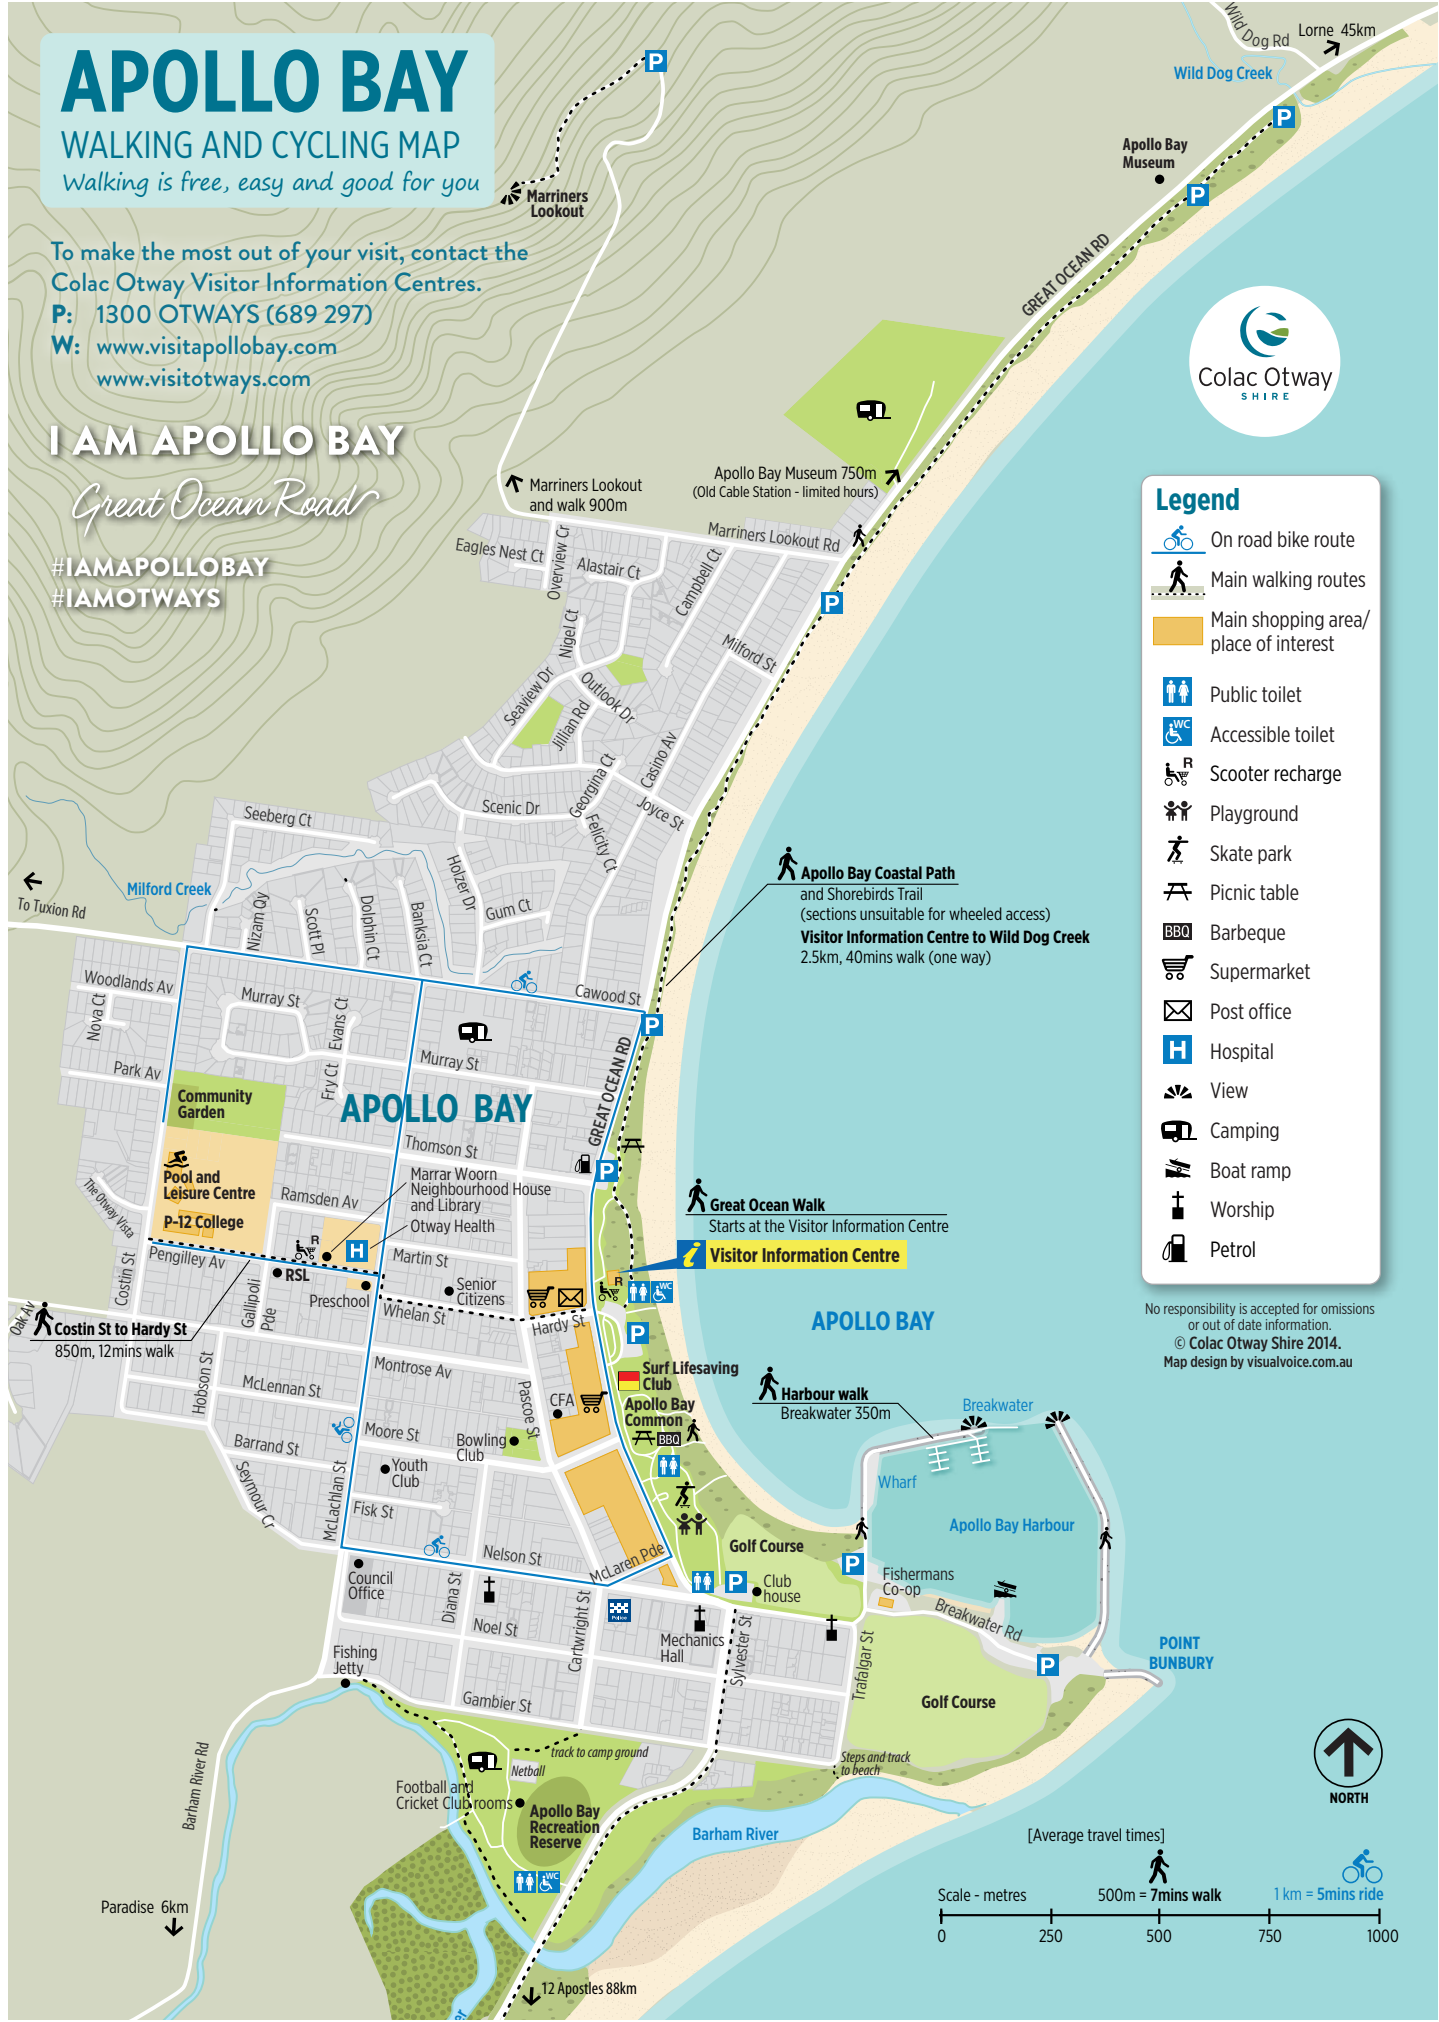 APOLLO BAY
WALKING AND CYCLING MAP
Walking is free, easy and good for you
To make the most out of your visit, contact the
Colac Otway Visitor Information Centres.
P: 1300 OTWAYS (689 297)
W: www.visitapollobay.com
www.visitotways.com
I AM APOLLO BAY
Great Ocean Road
#IAMAPOLLOBAY
#IAMOTWAYS
P
Marriners
Lookout
Wild Dog Rd
Lorne 45km
Wild Dog Creek
P
Apollo Bay
Museum
P
GREAT OCEAN RD
Colac Otway
SHIRE
Marriners Lookout
and walk 900m
Apollo Bay Museum 750m
(Old Cable Station - limited hours)
Marriners Lookout Rd
Eagles Nest Ct
Overview Cr
Alastair Ct
Campbell Ct
P
Nigel Ct
Milford St
Seaview Dr
Outlook Dr
Jillian Rd
Casino Av
Georgina Ct
Joyce St
Scenic Dr
Felicity Ct
Seeberg Ct
Holzer Dr
Gum Ct
Milford Creek
To Tuxion Rd
Nizam Qy
Scott Pl
Dolphin Ct
Banksia Ct
Cawood St
Apollo Bay Coastal Path
and Shorebirds Trail
(sections unsuitable for wheeled access)
Visitor Information Centre to Wild Dog Creek
2.5km, 40mins walk (one way)
Woodlands Av
Nova Ct
Murray St
Evans Ct
Fry Ct
Murray St
P
Park Av
Community
Garden
APOLLO BAY
GREAT OCEAN RD
Thomson St
P
Marrar Woorn
Neighbourhood House
and Library
Otway Health
Pool and
Leisure Centre
P-12 College
Ramsden Av
The Otway Vista
R
H
Martin St
Pengilley Av
Costin St
RSL
Gallipoli
Pde
Preschool
Senior
Citizens
Whelan St
Hardy St
Great Ocean Walk
Starts at the Visitor Information Centre
i Visitor Information Centre
R
WC
P
Oak Av
Costin St to Hardy St
850m, 12mins walk
APOLLO BAY
Montrose Av
McLennan St
Hobson St
Pascoe St
CFA
Surf Lifesaving
Club
Apollo Bay
Common
BBQ
Harbour walk
Breakwater 350m
Breakwater
Moore St
Bowling
Club
Barrand St
Youth
Club
Seymour Cr
McLachlan St
Fisk St
Wharf
Apollo Bay Harbour
Nelson St
McLaren Pde
Golf Course
P
P
Club
house
Fishermans
Co-op
Council
Office
Diana St
Noel St
Cartwright St
Police
Mechanics
Hall
Sylvester St
Trafalgar St
Breakwater Rd
P
POINT
BUNBURY
Fishing
Jetty
Gambier St
Golf Course
track to camp ground
Netball
Steps and track
to beach
Football and
Cricket Club rooms
Apollo Bay
Recreation
Reserve
Barham River
Barham River Rd
WC
Paradise 6km
12 Apostles 88km
er
Legend
On road bike route
Main walking routes
Main shopping area/
place of interest
Public toilet
WC Accessible toilet
R Scooter recharge
Playground
Skate park
Picnic table
BBQ Barbeque
Supermarket
Post office
H Hospital
View
Camping
Boat ramp
Worship
Petrol
No responsibility is accepted for omissions
or out of date information.
© Colac Otway Shire 2014.
Map design by visualvoice.com.au
NORTH
[Average travel times]
Scale - metres
500m = 7mins walk
1 km = 5mins ride
0 250 500 750 1000